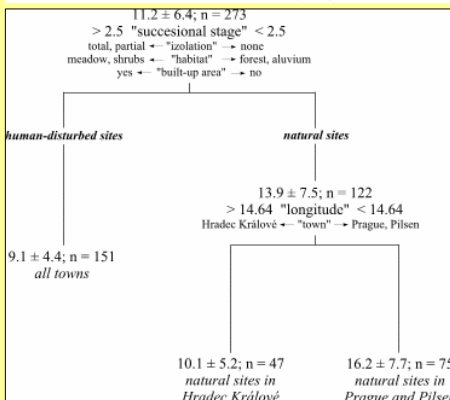 11.2 ± 6.4; n = 273
> 2.5 "succesional stage" < 2.5
total, partial ← "izolation" → none
meadow, shrubs ← "habitat" → forest, aluvium
yes ← "built-up area" → no
human-disturbed sites
natural sites
13.9 ± 7.5; n = 122
> 14.64 "longitude" < 14.64
Hradec Králové ← "town" → Prague, Pilsen
9.1 ± 4.4; n = 151
all towns
10.1 ± 5.2; n = 47
natural sites in
Hradec Králové
16.2 ± 7.7; n = 75
natural sites in
Prague and Pilsen